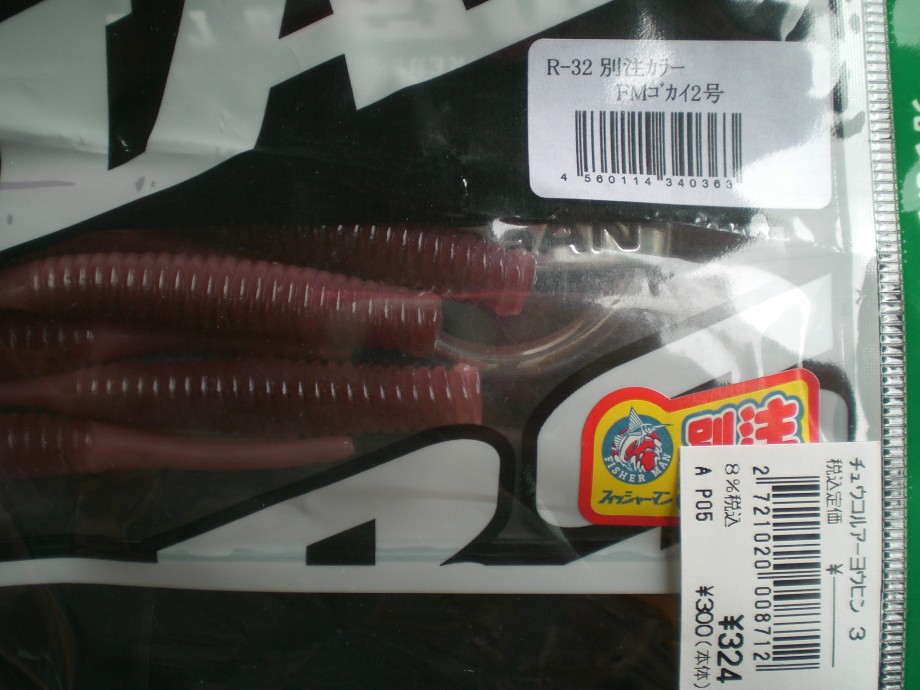 R-32 別注カラー
FMゴカイ2号
4 560114 340363
FISHER MAN
フィッシャーマン
別注
チュウコルアーヨウヒン 3
税込定価 ¥
2 721020 008712
8%税込 ¥324
A P05 ¥300(本体)